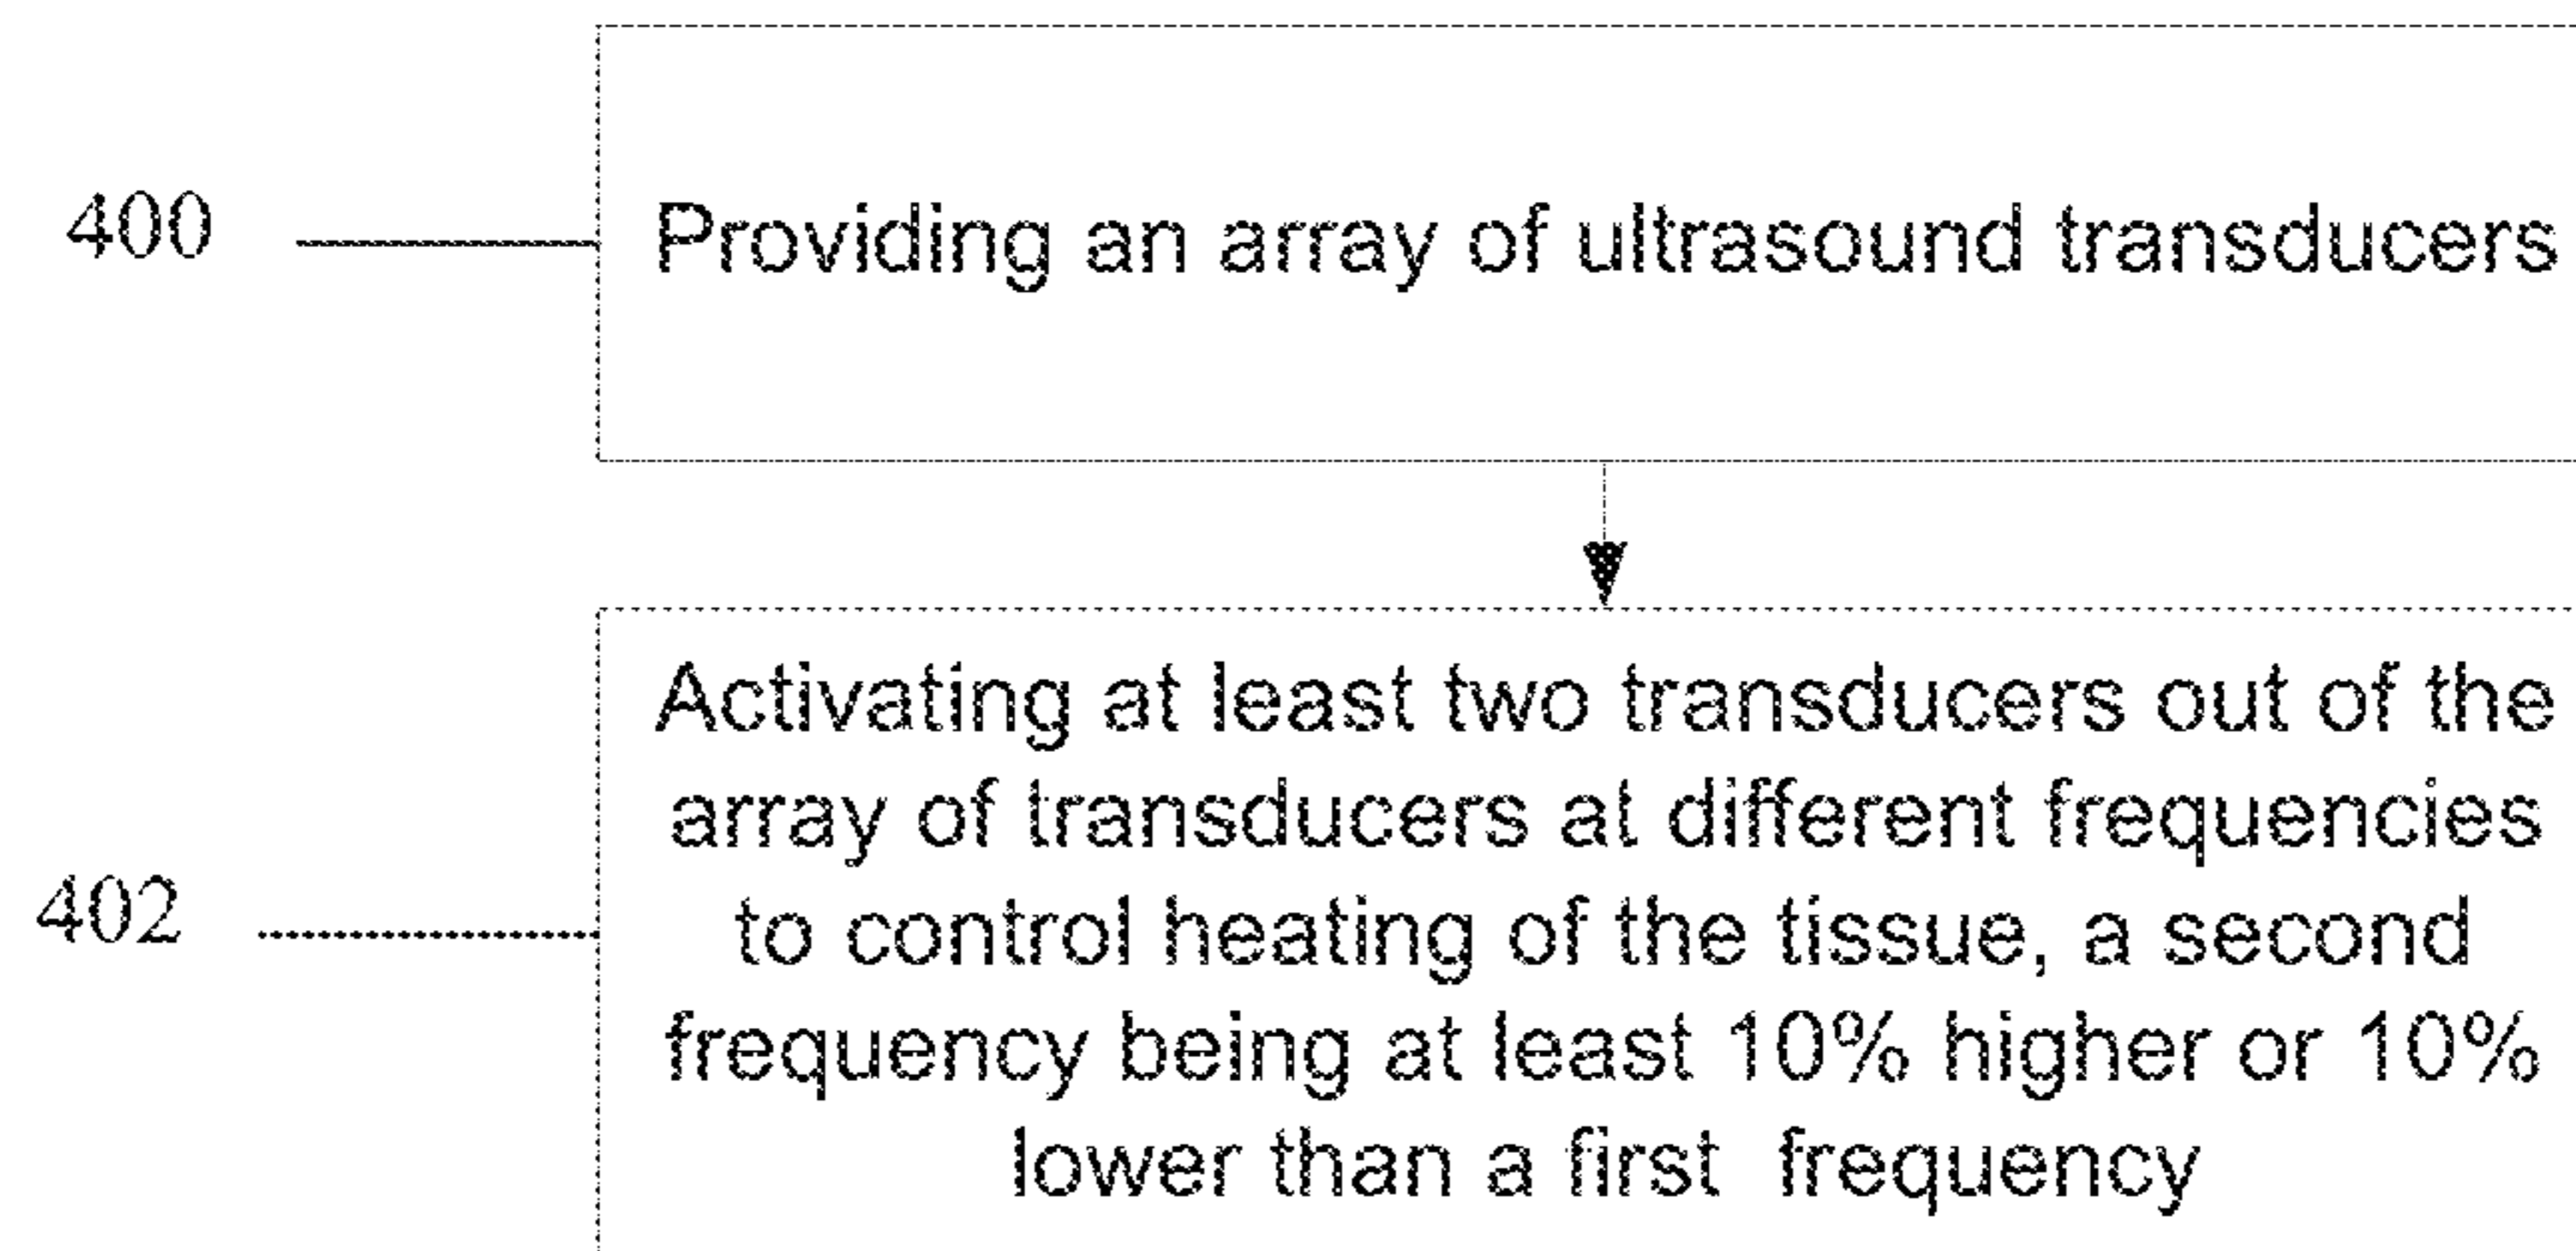 400
Providing an array of ultrasound transducers
Activating at least two transducers out of the
array of transducers at different frequencies
402
to control heating of the tissue, a second
frequency being at least 10% higher or 10%
lower than a first frequency